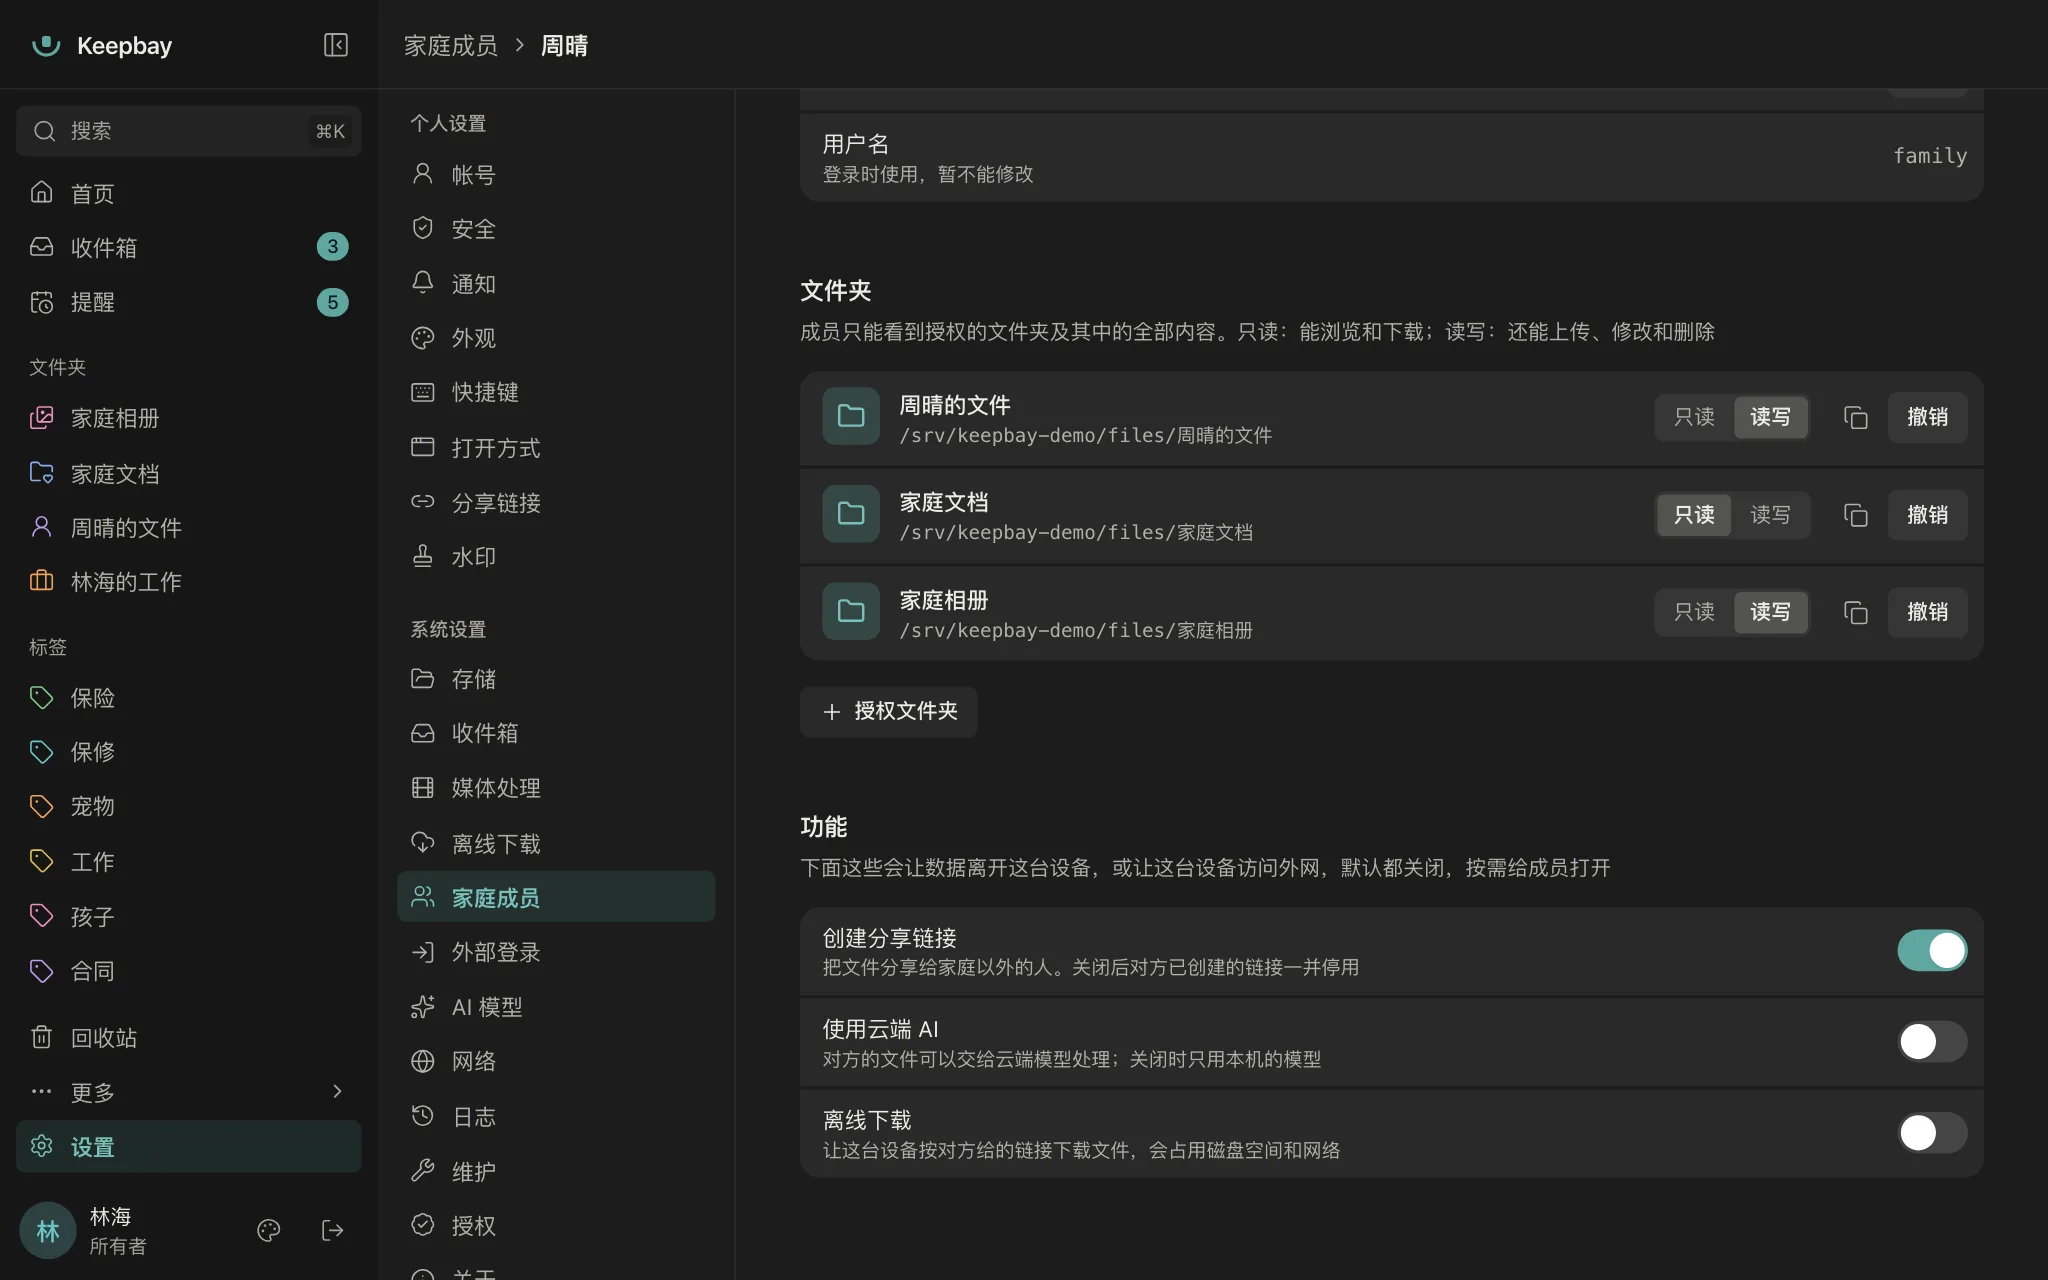 Keepbay
搜索
⌘K
首页
收件箱
3
提醒
5
文件夹
家庭相册
家庭文档
周晴的文件
林海的工作
标签
保险
保修
宠物
工作
孩子
合同
回收站
更多
设置
林
林海
所有者
家庭成员 > 周晴
个人设置
帐号
安全
通知
外观
快捷键
打开方式
分享链接
水印
系统设置
存储
收件箱
媒体处理
离线下载
家庭成员
外部登录
AI 模型
网络
日志
维护
授权
用户名
登录时使用，暂不能修改
family
文件夹
成员只能看到授权的文件夹及其中的全部内容。只读：能浏览和下载；读写：还能上传、修改和删除
周晴的文件
/srv/keepbay-demo/files/周晴的文件
只读 读写 撤销
家庭文档
/srv/keepbay-demo/files/家庭文档
只读 读写 撤销
家庭相册
/srv/keepbay-demo/files/家庭相册
只读 读写 撤销
授权文件夹
功能
下面这些会让数据离开这台设备，或让这台设备访问外网，默认都关闭，按需给成员打开
创建分享链接
把文件分享给家庭以外的人。关闭后对方已创建的链接一并停用
使用云端 AI
对方的文件可以交给云端模型处理；关闭时只用本机的模型
离线下载
让这台设备按对方给的链接下载文件，会占用磁盘空间和网络